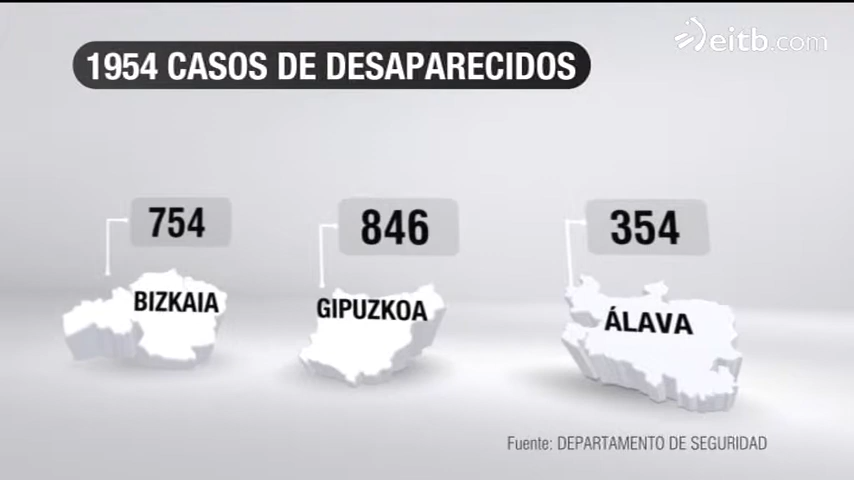 eitb.com
1954 CASOS DE DESAPARECIDOS
754
846
354
BIZKAIA
GIPUZKOA
ÁLAVA
Fuente: DEPARTAMENTO DE SEGURIDAD